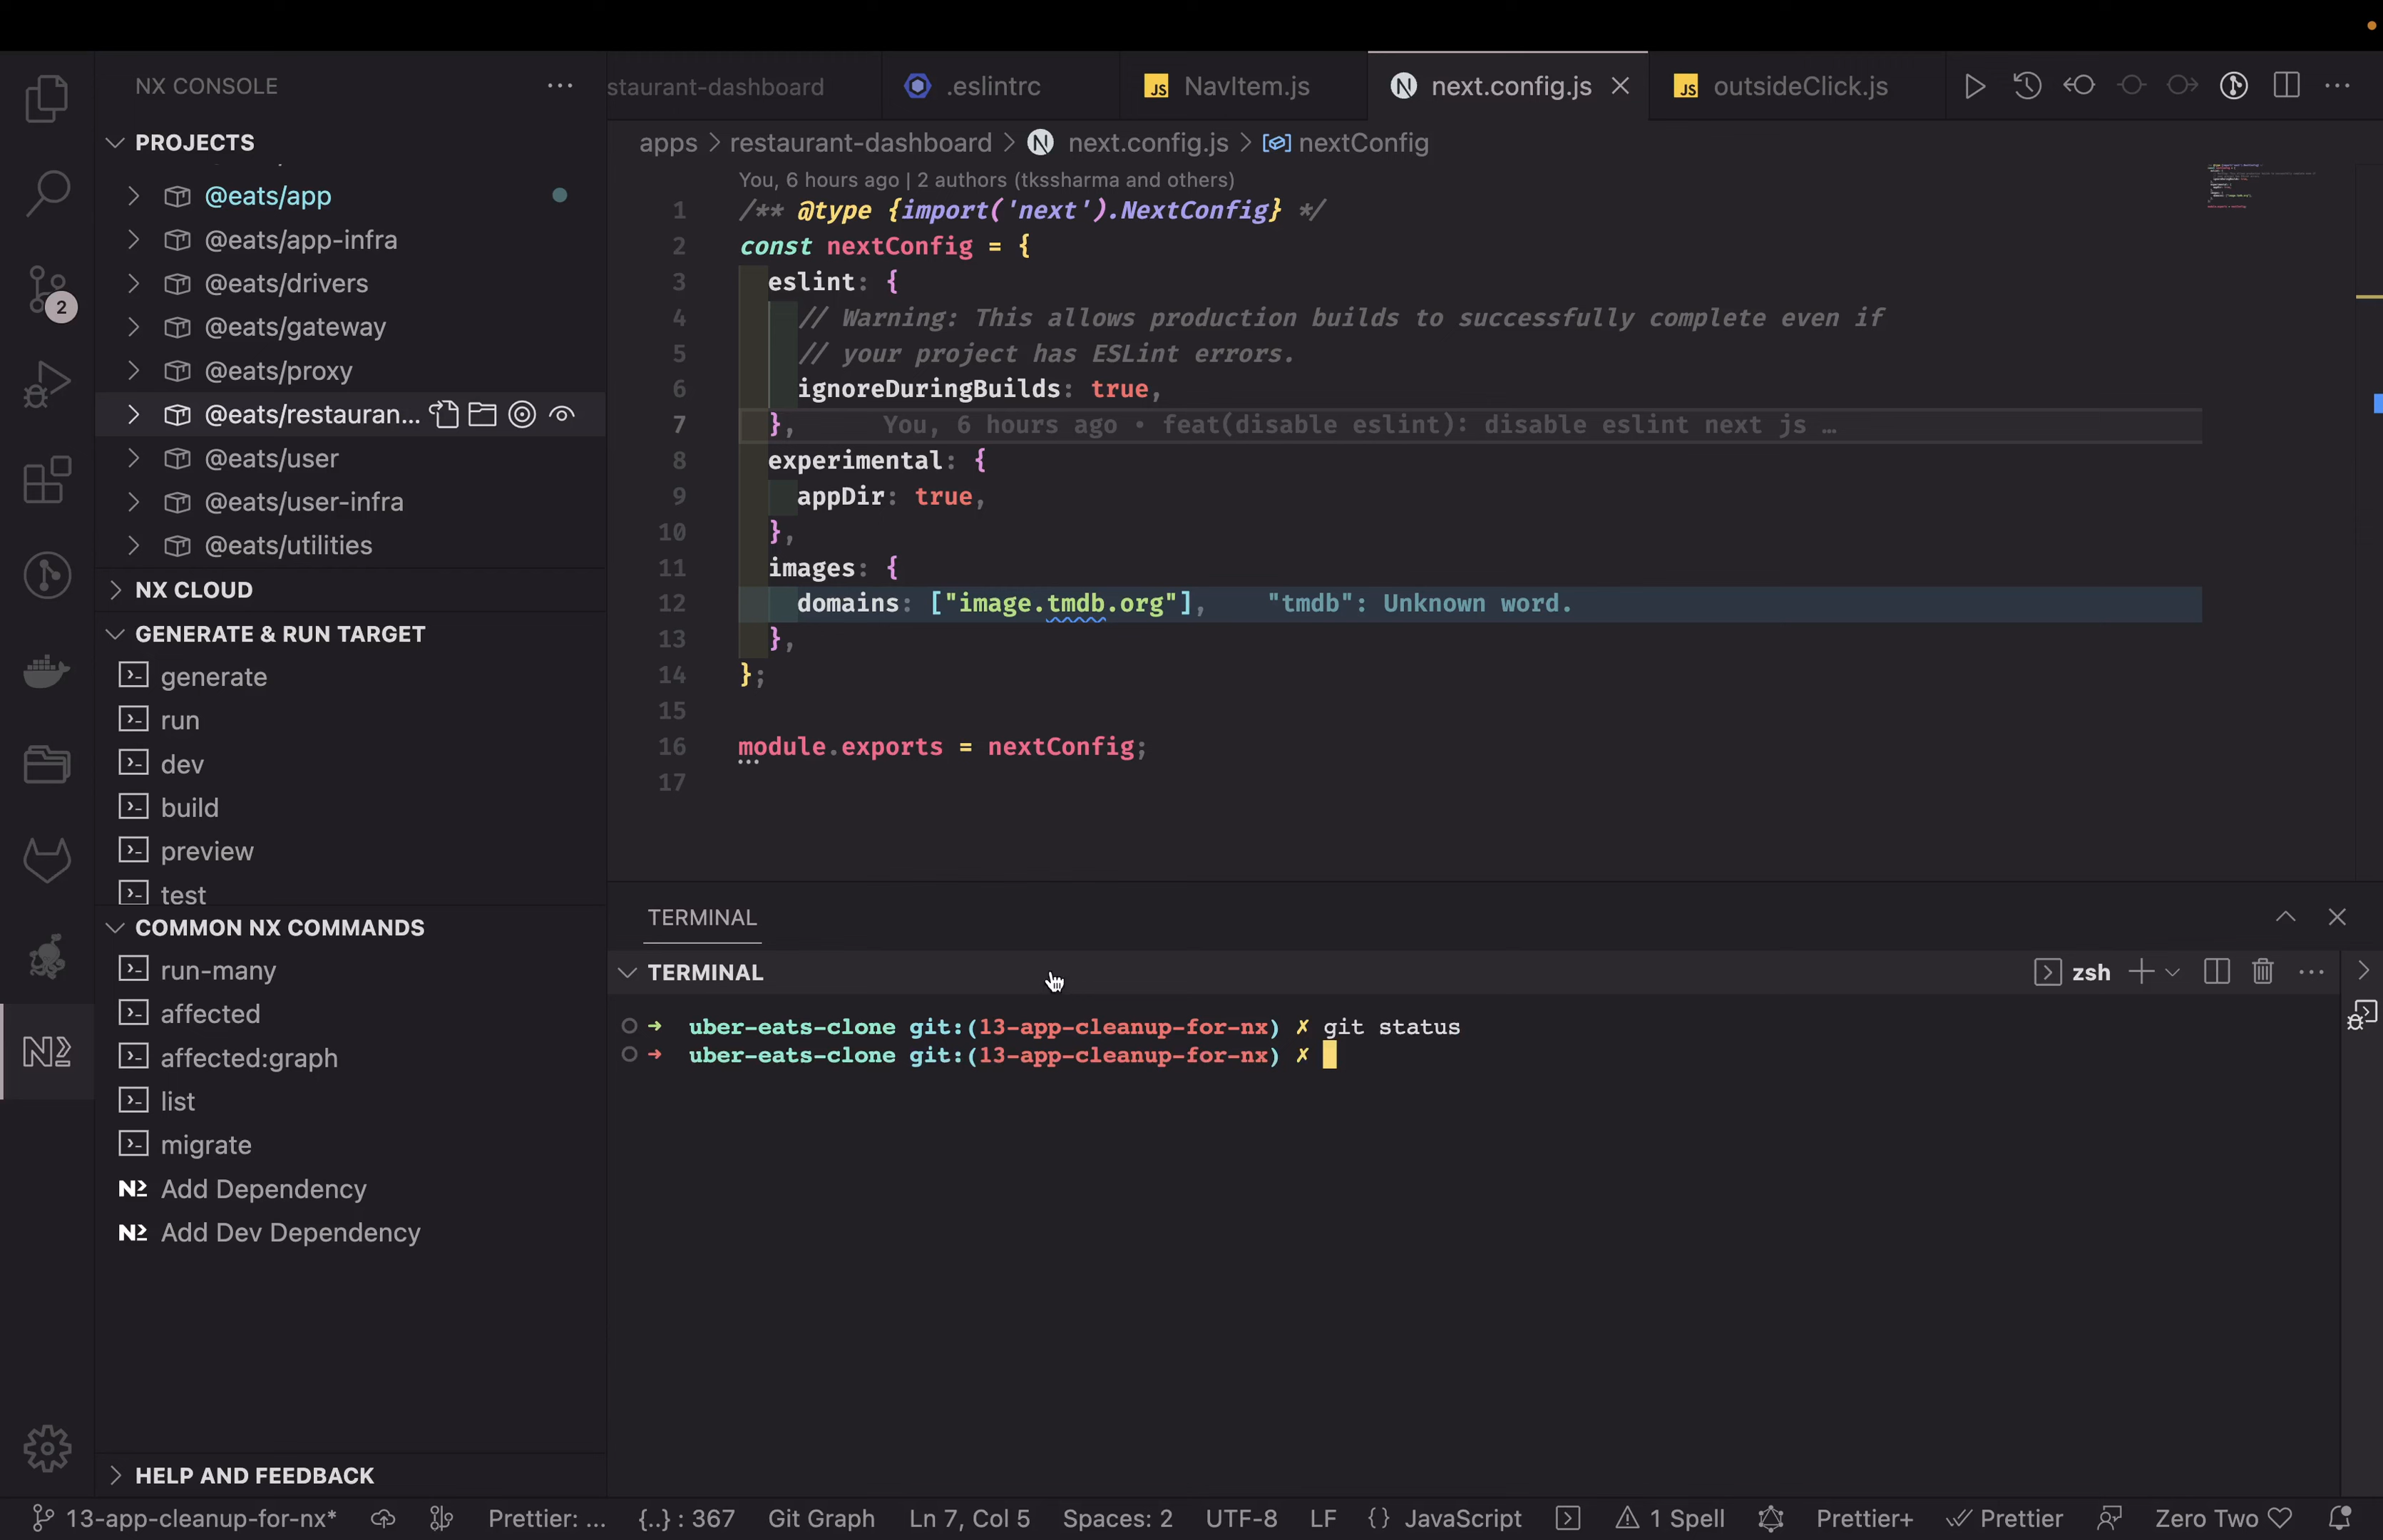 NX CONSOLE
PROJECTS
@eats/app
@eats/app-infra
@eats/drivers
@eats/gateway
@eats/proxy
@eats/restauran...
@eats/user
@eats/user-infra
@eats/utilities
NX CLOUD
GENERATE & RUN TARGET
generate
run
dev
build
preview
test
COMMON NX COMMANDS
run-many
affected
affected:graph
list
migrate
Add Dependency
Add Dev Dependency
HELP AND FEEDBACK
2
staurant-dashboard
.eslintrc
JS NavItem.js
next.config.js
JS outsideClick.js
apps > restaurant-dashboard > next.config.js > nextConfig
You, 6 hours ago | 2 authors (tkssharma and others)
1 /** @type {import('next').NextConfig} */
2 const nextConfig = {
3 eslint: {
4 // Warning: This allows production builds to successfully complete even if
5 // your project has ESLint errors.
6 ignoreDuringBuilds: true,
7 }, You, 6 hours ago • feat(disable eslint): disable eslint next js …
8 experimental: {
9 appDir: true,
10 },
11 images: {
12 domains: ["image.tmdb.org"], "tmdb": Unknown word.
13 },
14 };
15
16 module.exports = nextConfig;
17
TERMINAL
TERMINAL
zsh
➜ uber-eats-clone git:(13-app-cleanup-for-nx) ✗ git status
➜ uber-eats-clone git:(13-app-cleanup-for-nx) ✗
13-app-cleanup-for-nx* Prettier: ... {..} : 367 Git Graph Ln 7, Col 5 Spaces: 2 UTF-8 LF {} JavaScript 1 Spell Prettier+ Prettier Zero Two